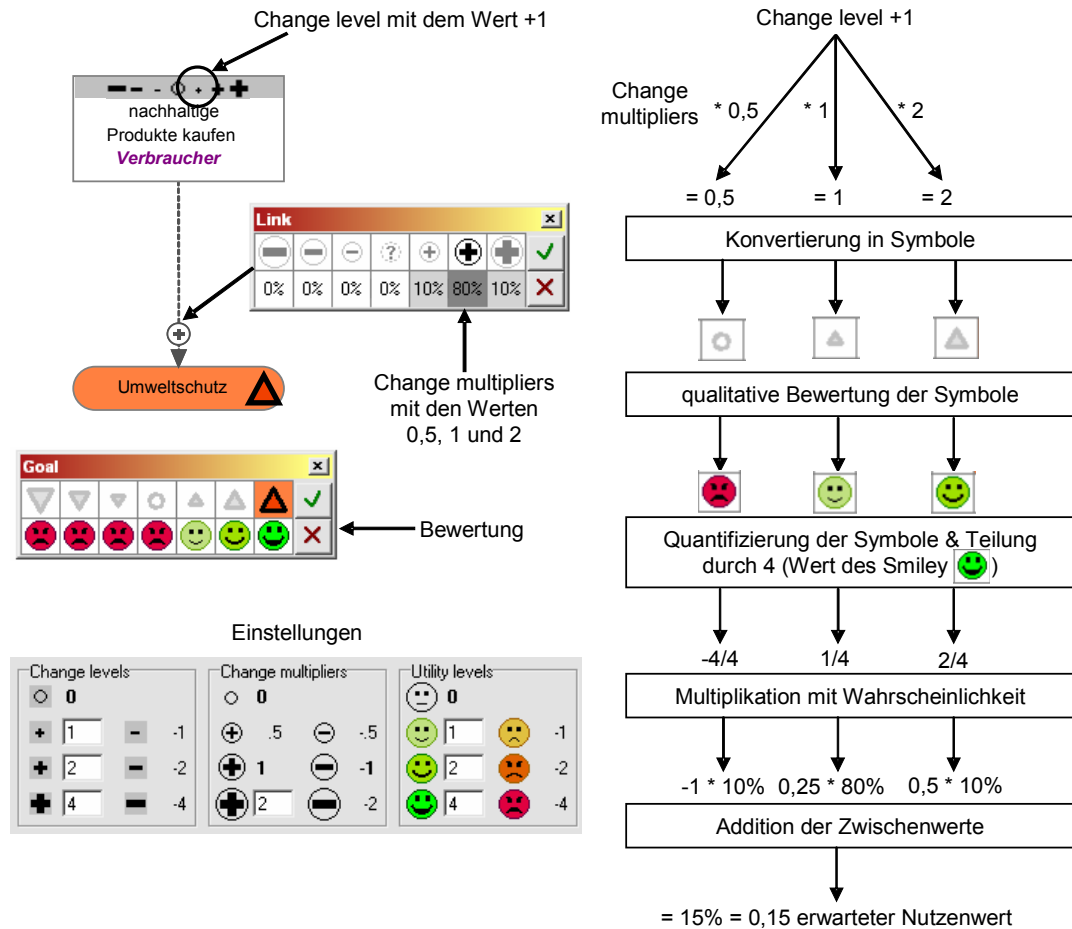 Change level mit dem Wert +1
nachhaltige
Produkte kaufen
Verbraucher
Link
?
0% 0% 0% 0% 10% 80% 10%
Umweltschutz
Change multipliers
mit den Werten
0,5, 1 und 2
Goal
Bewertung
Einstellungen
Change levels
0
1 -1
2 -2
4 -4
Change multipliers
0
.5 -.5
1 -1
2 -2
Utility levels
0
1 -1
2 -2
4 -4
Change level +1
Change
multipliers
* 0,5 * 1 * 2
= 0,5 = 1 = 2
Konvertierung in Symbole
qualitative Bewertung der Symbole
Quantifizierung der Symbole & Teilung
durch 4 (Wert des Smiley )
-4/4 1/4 2/4
Multiplikation mit Wahrscheinlichkeit
-1 * 10% 0,25 * 80% 0,5 * 10%
Addition der Zwischenwerte
= 15% = 0,15 erwarteter Nutzenwert